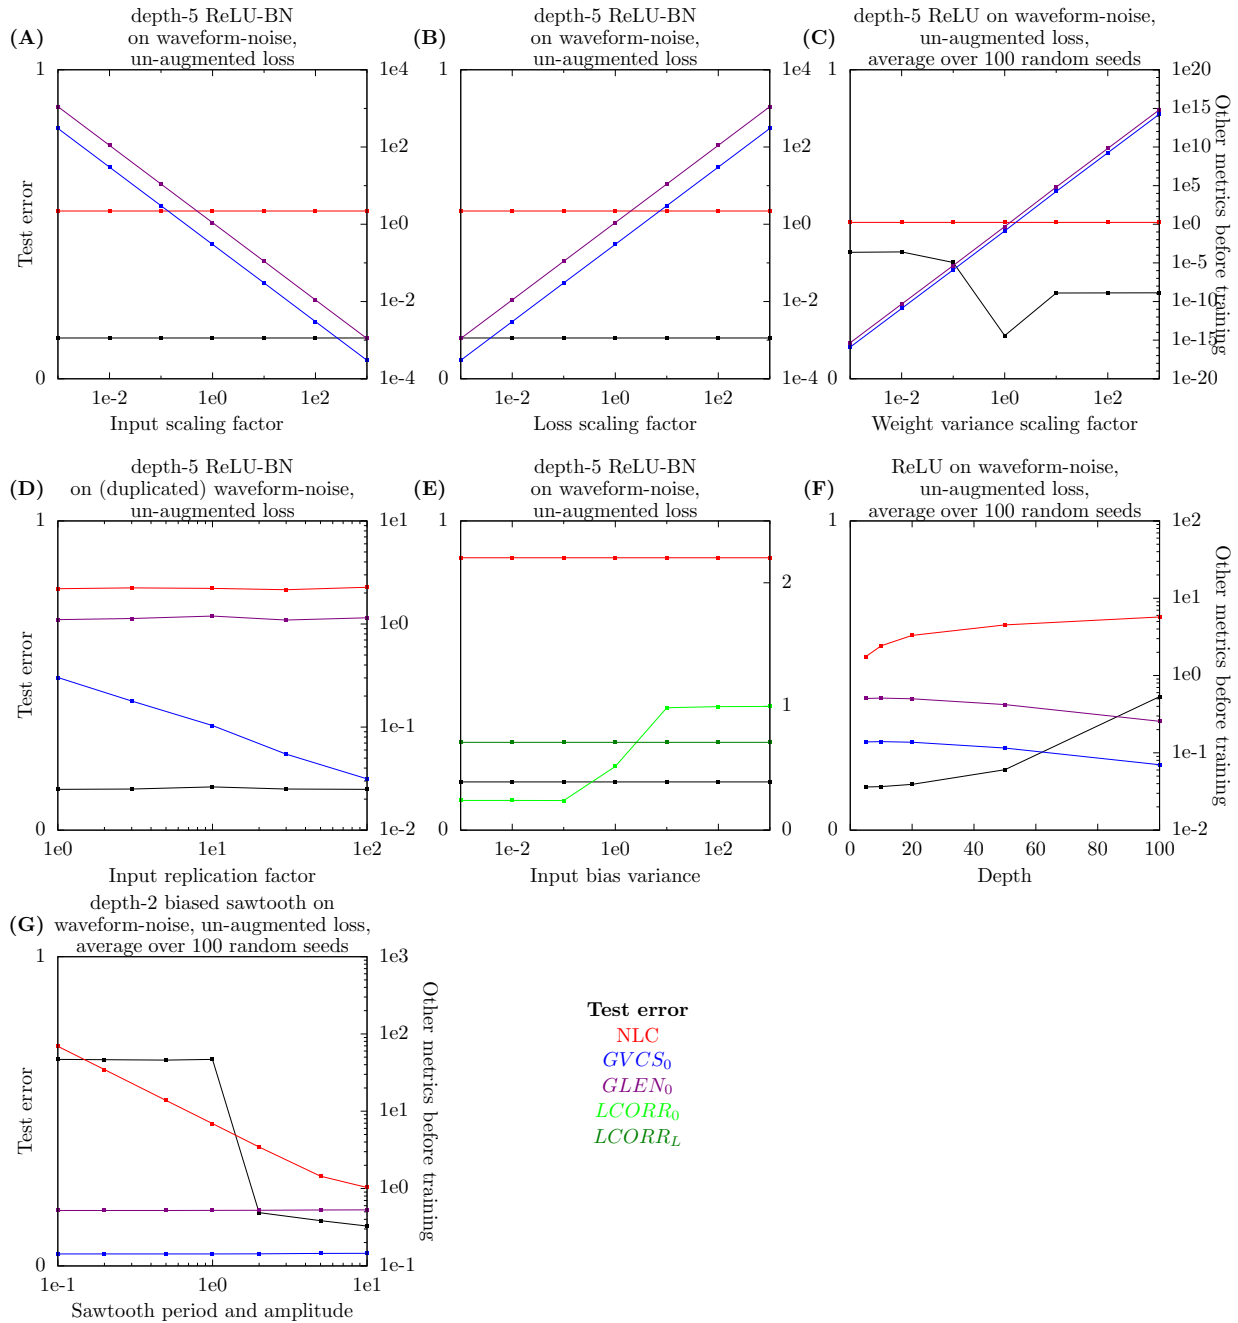 (A)
depth-5 ReLU-BN
on waveform-noise,
un-augmented loss
1
0
Test error
1e4
1e2
1e0
1e-2
1e-4
1e-2
1e0
1e2
Input scaling factor
(B)
depth-5 ReLU-BN
on waveform-noise,
un-augmented loss
1
0
1e4
1e2
1e0
1e-2
1e-4
1e-2
1e0
1e2
Loss scaling factor
(C)
depth-5 ReLU on waveform-noise,
un-augmented loss,
average over 100 random seeds
1
0
1e20
1e15
1e10
1e5
1e0
1e-5
1e-10
1e-15
1e-20
Other metrics before training
1e-2
1e0
1e2
Weight variance scaling factor
(D)
depth-5 ReLU-BN
on (duplicated) waveform-noise,
un-augmented loss
1
0
Test error
1e1
1e0
1e-1
1e-2
1e0
1e1
1e2
Input replication factor
(E)
depth-5 ReLU-BN
on waveform-noise,
un-augmented loss
1
0
2
1
0
1e-2
1e0
1e2
Input bias variance
(F)
ReLU on waveform-noise,
un-augmented loss,
average over 100 random seeds
1
0
1e2
1e1
1e0
1e-1
1e-2
Other metrics before training
0
20
40
60
80
100
Depth
(G)
depth-2 biased sawtooth on
waveform-noise, un-augmented loss,
average over 100 random seeds
1
0
Test error
1e3
1e2
1e1
1e0
1e-1
Other metrics before training
1e-1
1e0
1e1
Sawtooth period and amplitude
Test error
NLC
GVCS₀
GLEN₀
LCORR₀
LCORR_L